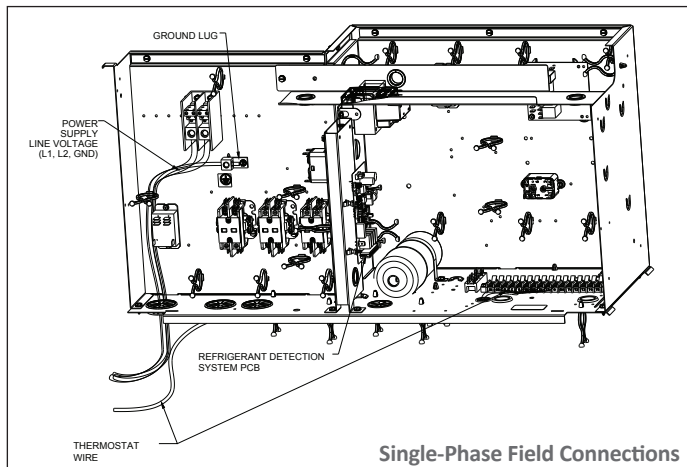 GROUND LUG
POWER
SUPPLY
LINE VOLTAGE
(L1, L2, GND)
REFRIGERANT DETECTION
SYSTEM PCB
THERMOSTAT
WIRE
Single-Phase Field Connections